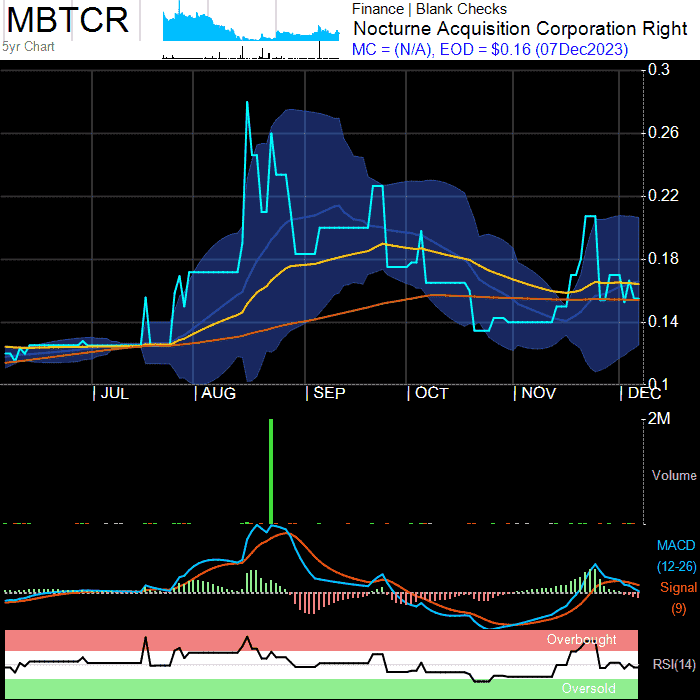 MBTCR
5yr Chart
Finance | Blank Checks
Nocturne Acquisition Corporation Right
MC = (N/A), EOD = $0.16 (07Dec2023)
0.3
0.26
0.22
0.18
0.14
0.1
JUL
AUG
SEP
OCT
NOV
DEC
2M
Volume
MACD
(12-26)
Signal
(9)
Overbought
RSI(14)
Oversold